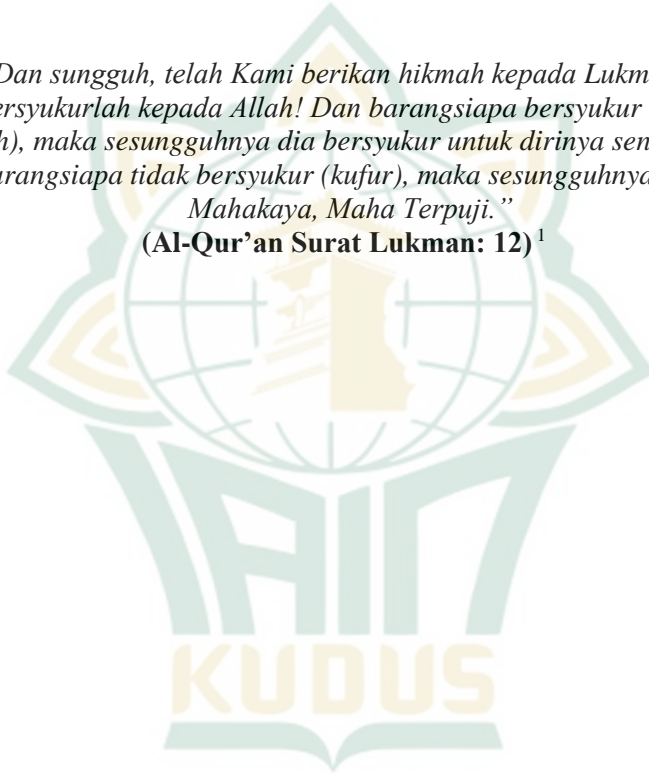 Dan sungguh, telah Kami berikan hikmah kepada Lukm
ersyukurlah kepada Allah! Dan barangsiapa bersyukur
h), maka sesungguhnya dia bersyukur untuk dirinya sen
arangsiapa tidak bersyukur (kufur), maka sesungguhnya
Mahakaya, Maha Terpuji.”
(Al-Qur’an Surat Lukman: 12) 1
IAIN
KUDUS